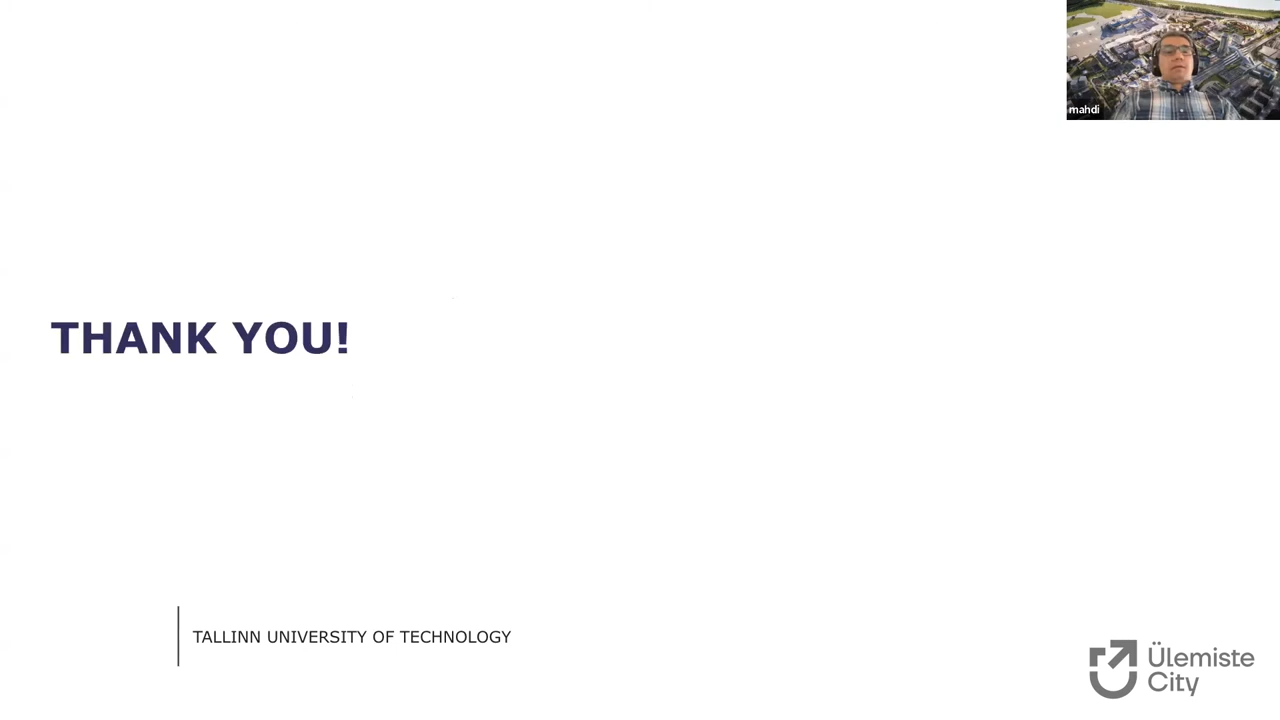 mahdi
THANK YOU!
TALLINN UNIVERSITY OF TECHNOLOGY
Ülemiste
City